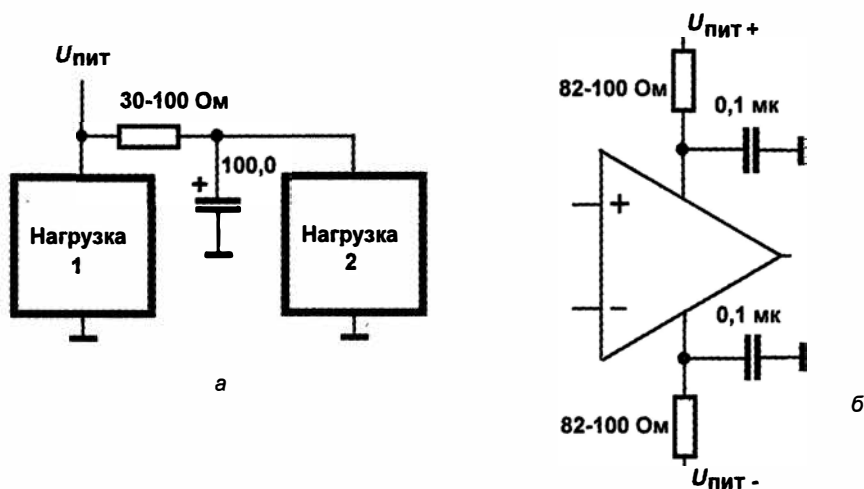 Uпит
30-100 Ом
100,0
+
Нагрузка
1
Нагрузка
2
а
Uпит +
82-100 Ом
0,1 мк
+
−
0,1 мк
82-100 Ом
Uпит -
б